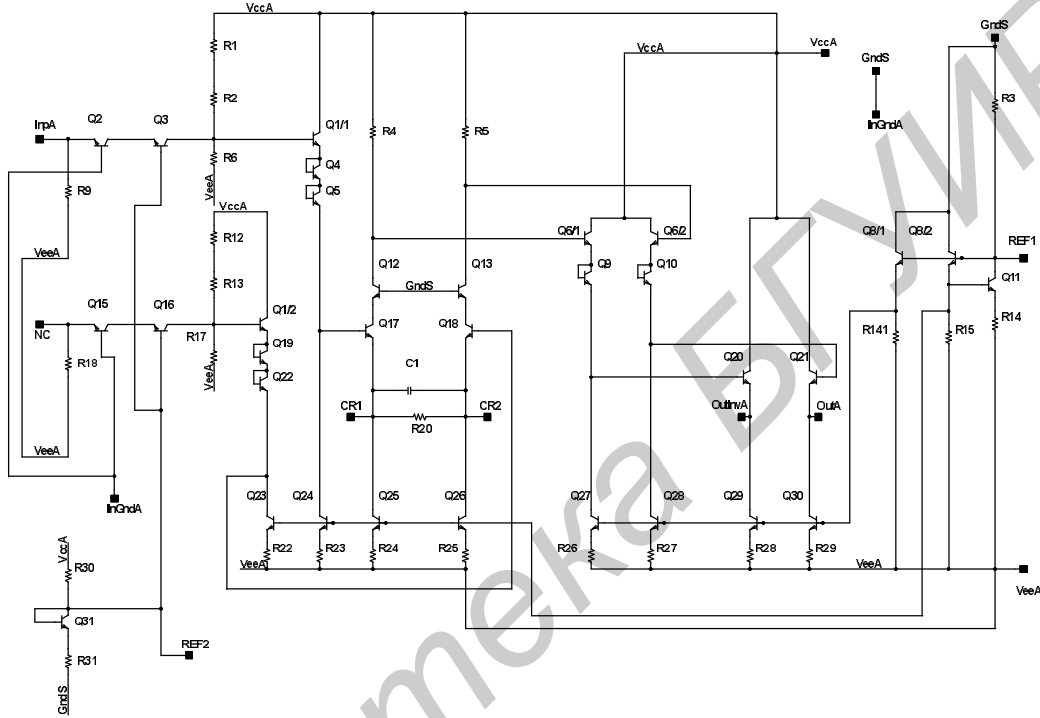 VccA
GndS
R1
VccA
VccA
GndS
R2
R3
InpA
Q2
Q3
Q1/1
R4
R5
InGndA
R6
Q4
R9
VeeA
Q5
VccA
R12
Q6/1
Q6/2
Q8/1
Q8/2
VeeA
Q12
Q13
Q9
Q10
REF1
R13
GndS
Q11
Q15
Q16
Q1/2
Q17
Q18
R14
NC
R17
R141
R15
R18
Q19
VeeA
Q22
C1
Q20
Q21
CR1
CR2
OutInvA
OutA
R20
VeeA
InGndA
Q23
Q24
Q25
Q26
Q27
Q28
Q29
Q30
R22
R23
R24
R25
R26
R27
R28
R29
VccA
VeeA
VeeA
VeeA
R30
Q31
REF2
R31
GndS
тека БГУИР